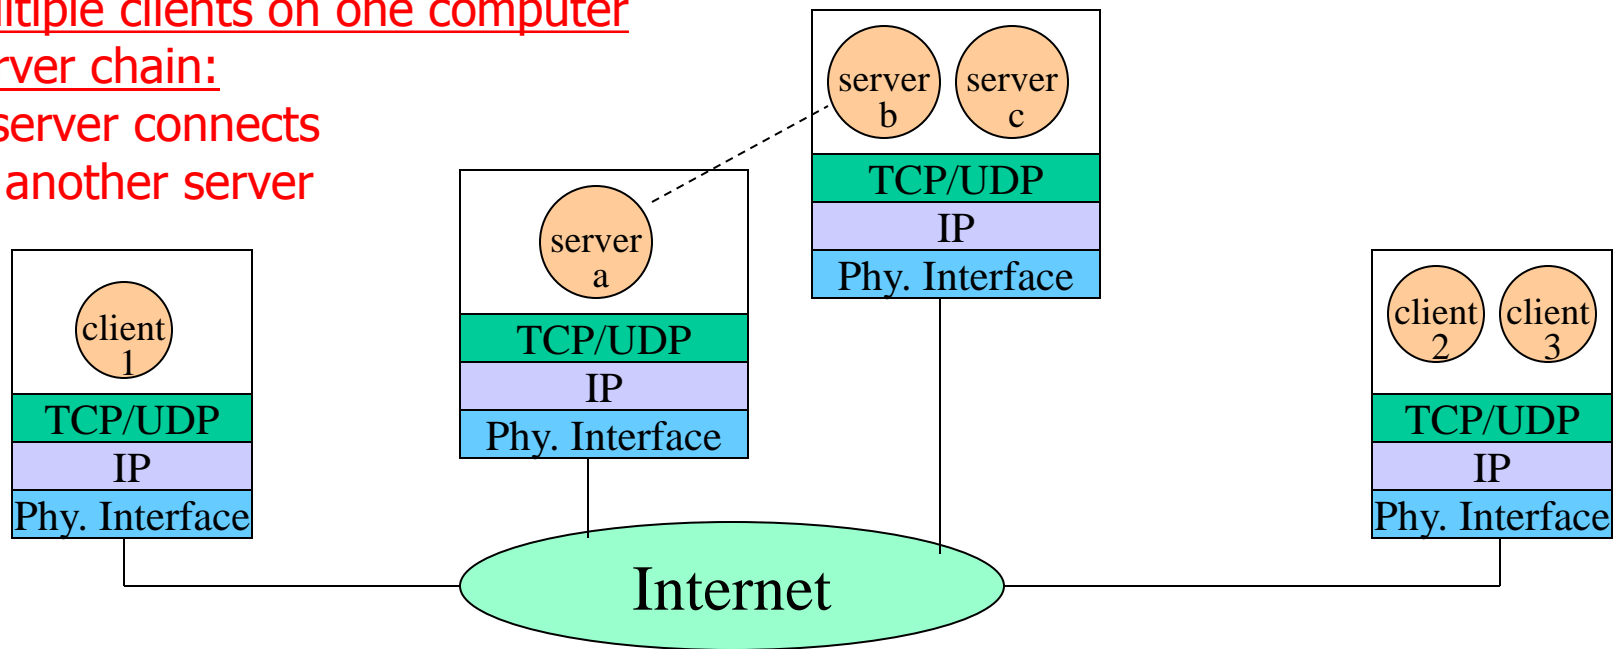 ltiple clients on one computer
rver chain:
server connects
another server
server
b
server
c
TCP/UDP
IP
Phy. Interface
server
a
TCP/UDP
IP
Phy. Interface
client
1
TCP/UDP
IP
Phy. Interface
client
2
client
3
TCP/UDP
IP
Phy. Interface
Internet